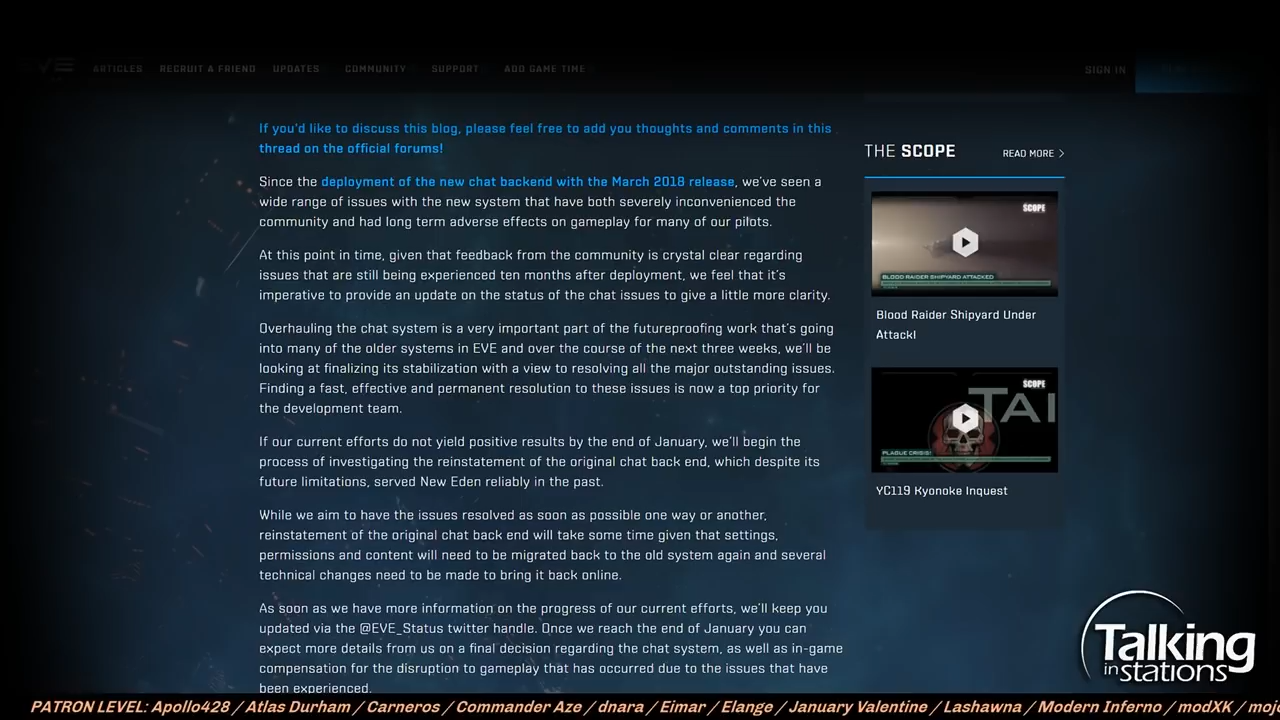 EVE
ARTICLES RECRUIT A FRIEND UPDATES COMMUNITY SUPPORT ADD GAME TIME
SIGN IN
If you'd like to discuss this blog, please feel free to add you thoughts and comments in this
thread on the official forums!
Since the deployment of the new chat backend with the March 2018 release, we've seen a
wide range of issues with the new system that have both severely inconvenienced the
community and had long term adverse effects on gameplay for many of our pilots.
At this point in time, given that feedback from the community is crystal clear regarding
issues that are still being experienced ten months after deployment, we feel that it's
imperative to provide an update on the status of the chat issues to give a little more clarity.
Overhauling the chat system is a very important part of the futureproofing work that's going
into many of the older systems in EVE and over the course of the next three weeks, we'll be
looking at finalizing its stabilization with a view to resolving all the major outstanding issues.
Finding a fast, effective and permanent resolution to these issues is now a top priority for
the development team.
If our current efforts do not yield positive results by the end of January, we'll begin the
process of investigating the reinstatement of the original chat back end, which despite its
future limitations, served New Eden reliably in the past.
While we aim to have the issues resolved as soon as possible one way or another,
reinstatement of the original chat back end will take some time given that settings,
permissions and content will need to be migrated back to the old system again and several
technical changes need to be made to bring it back online.
As soon as we have more information on the progress of our current efforts, we'll keep you
updated via the @EVE_Status twitter handle. Once we reach the end of January you can
expect more details from us on a final decision regarding the chat system, as well as in-game
compensation for the disruption to gameplay that has occurred due to the issues that have
been experienced.
THE SCOPE
READ MORE
SCOPE
BLOOD RAIDER SHIPYARD ATTACKED
Blood Raider Shipyard Under
Attack!
SCOPE
TAI
PLAGUE CRISIS!
YC119 Kyonoke Inquest
Talking
in stations
PATRON LEVEL: Apollo428 / Atlas Durham / Carneros / Commander Aze / dnara / Eimar / Elange / January Valentine / Lashawna / Modern Inferno / modXK / moj